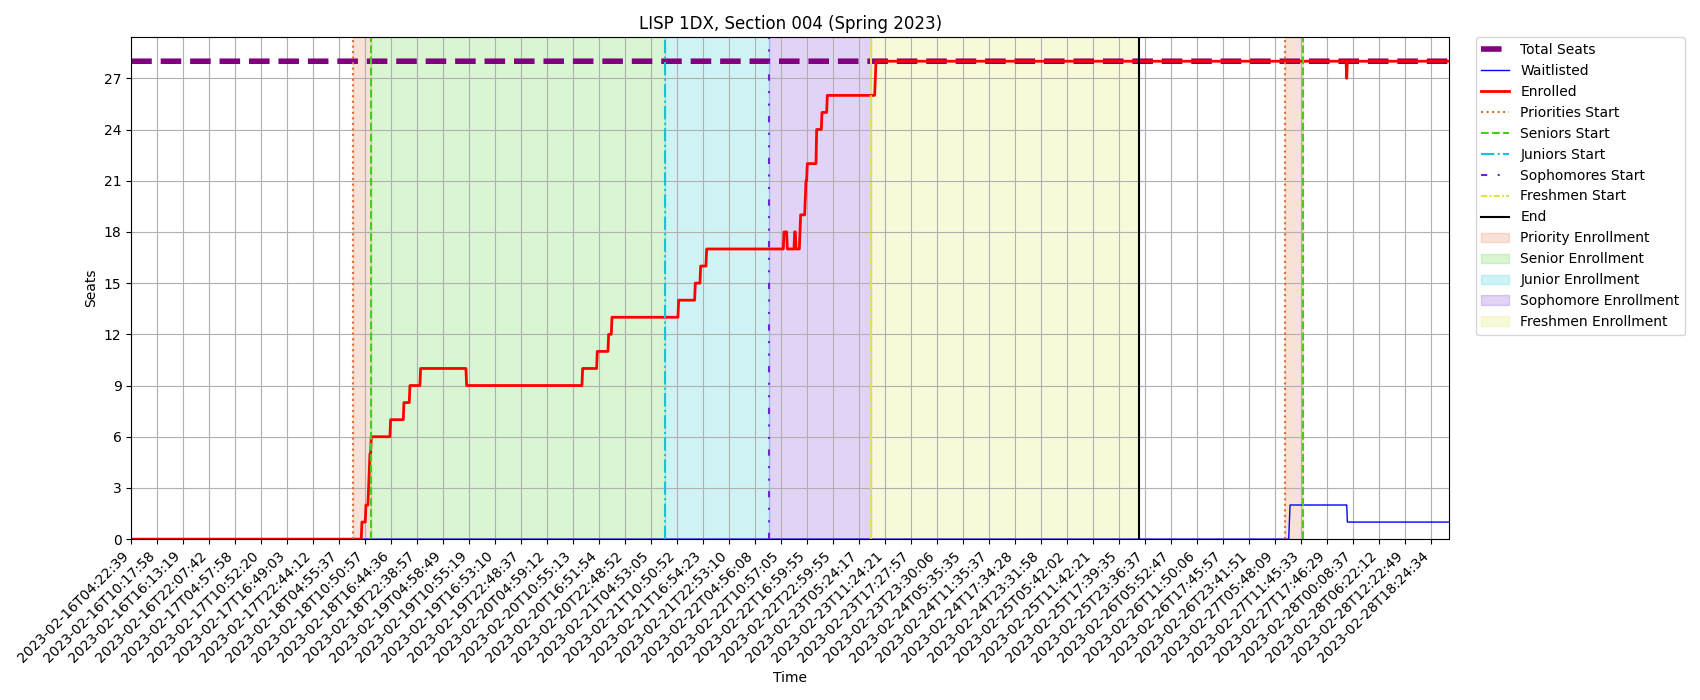 LISP 1DX, Section 004 (Spring 2023)
Total Seats
Waitlisted
Enrolled
Priorities Start
Seniors Start
Juniors Start
Sophomores Start
Freshmen Start
End
Priority Enrollment
Senior Enrollment
Junior Enrollment
Sophomore Enrollment
Freshmen Enrollment
Seats
27
24
21
18
15
12
9
6
3
0
2023-02-16T04:22:39
2023-02-16T10:17:58
2023-02-16T16:13:19
2023-02-16T22:07:42
2023-02-17T04:57:58
2023-02-17T10:52:20
2023-02-17T16:49:03
2023-02-17T22:44:12
2023-02-18T04:55:37
2023-02-18T10:50:57
2023-02-18T16:44:36
2023-02-18T22:38:57
2023-02-19T04:58:49
2023-02-19T10:55:19
2023-02-19T16:53:10
2023-02-19T22:48:37
2023-02-20T04:59:12
2023-02-20T10:55:13
2023-02-20T16:51:54
2023-02-20T22:48:52
2023-02-21T04:53:05
2023-02-21T10:50:52
2023-02-21T16:54:23
2023-02-21T22:53:10
2023-02-22T04:56:08
2023-02-22T10:57:05
2023-02-22T16:59:55
2023-02-22T22:59:55
2023-02-23T05:24:17
2023-02-23T11:24:21
2023-02-23T17:27:57
2023-02-23T23:30:06
2023-02-24T05:35:35
2023-02-24T11:35:37
2023-02-24T17:34:28
2023-02-24T23:31:58
2023-02-25T05:42:02
2023-02-25T11:42:21
2023-02-25T17:39:35
2023-02-25T23:36:37
2023-02-26T05:52:47
2023-02-26T11:50:06
2023-02-26T17:45:57
2023-02-26T23:41:51
2023-02-27T05:48:09
2023-02-27T11:45:33
2023-02-27T17:46:29
2023-02-28T00:08:37
2023-02-28T06:22:12
2023-02-28T12:22:49
2023-02-28T18:24:34
Time